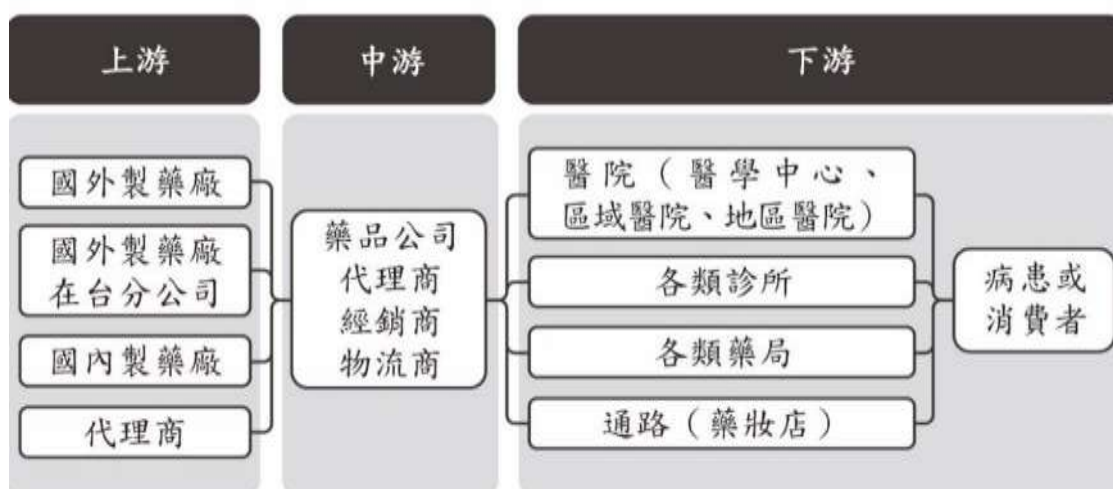 上游
中游
下游
國外製藥廠
國外製藥廠
在台分公司
國內製藥廠
代理商
藥品公司
代理商
經銷商
物流商
醫院（醫學中心、
區域醫院、地區醫院）
各類診所
各類藥局
通路（藥妝店）
病患或
消費者